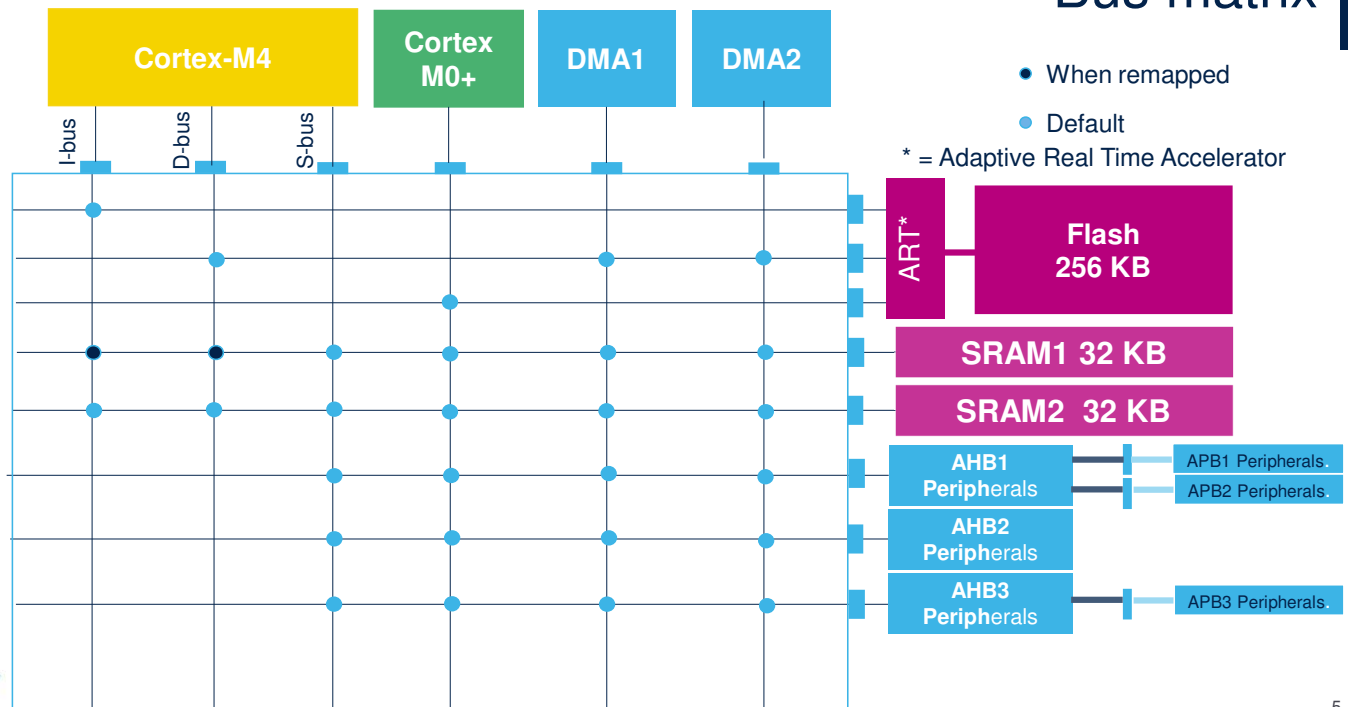 Bus matrix
Cortex-M4
Cortex
M0+
DMA1
DMA2
When remapped
Default
* = Adaptive Real Time Accelerator
I-bus
D-bus
S-bus
ART*
Flash
256 KB
SRAM1 32 KB
SRAM2 32 KB
AHB1
Peripherals
APB1 Peripherals.
APB2 Peripherals.
AHB2
Peripherals
AHB3
Peripherals
APB3 Peripherals.
5